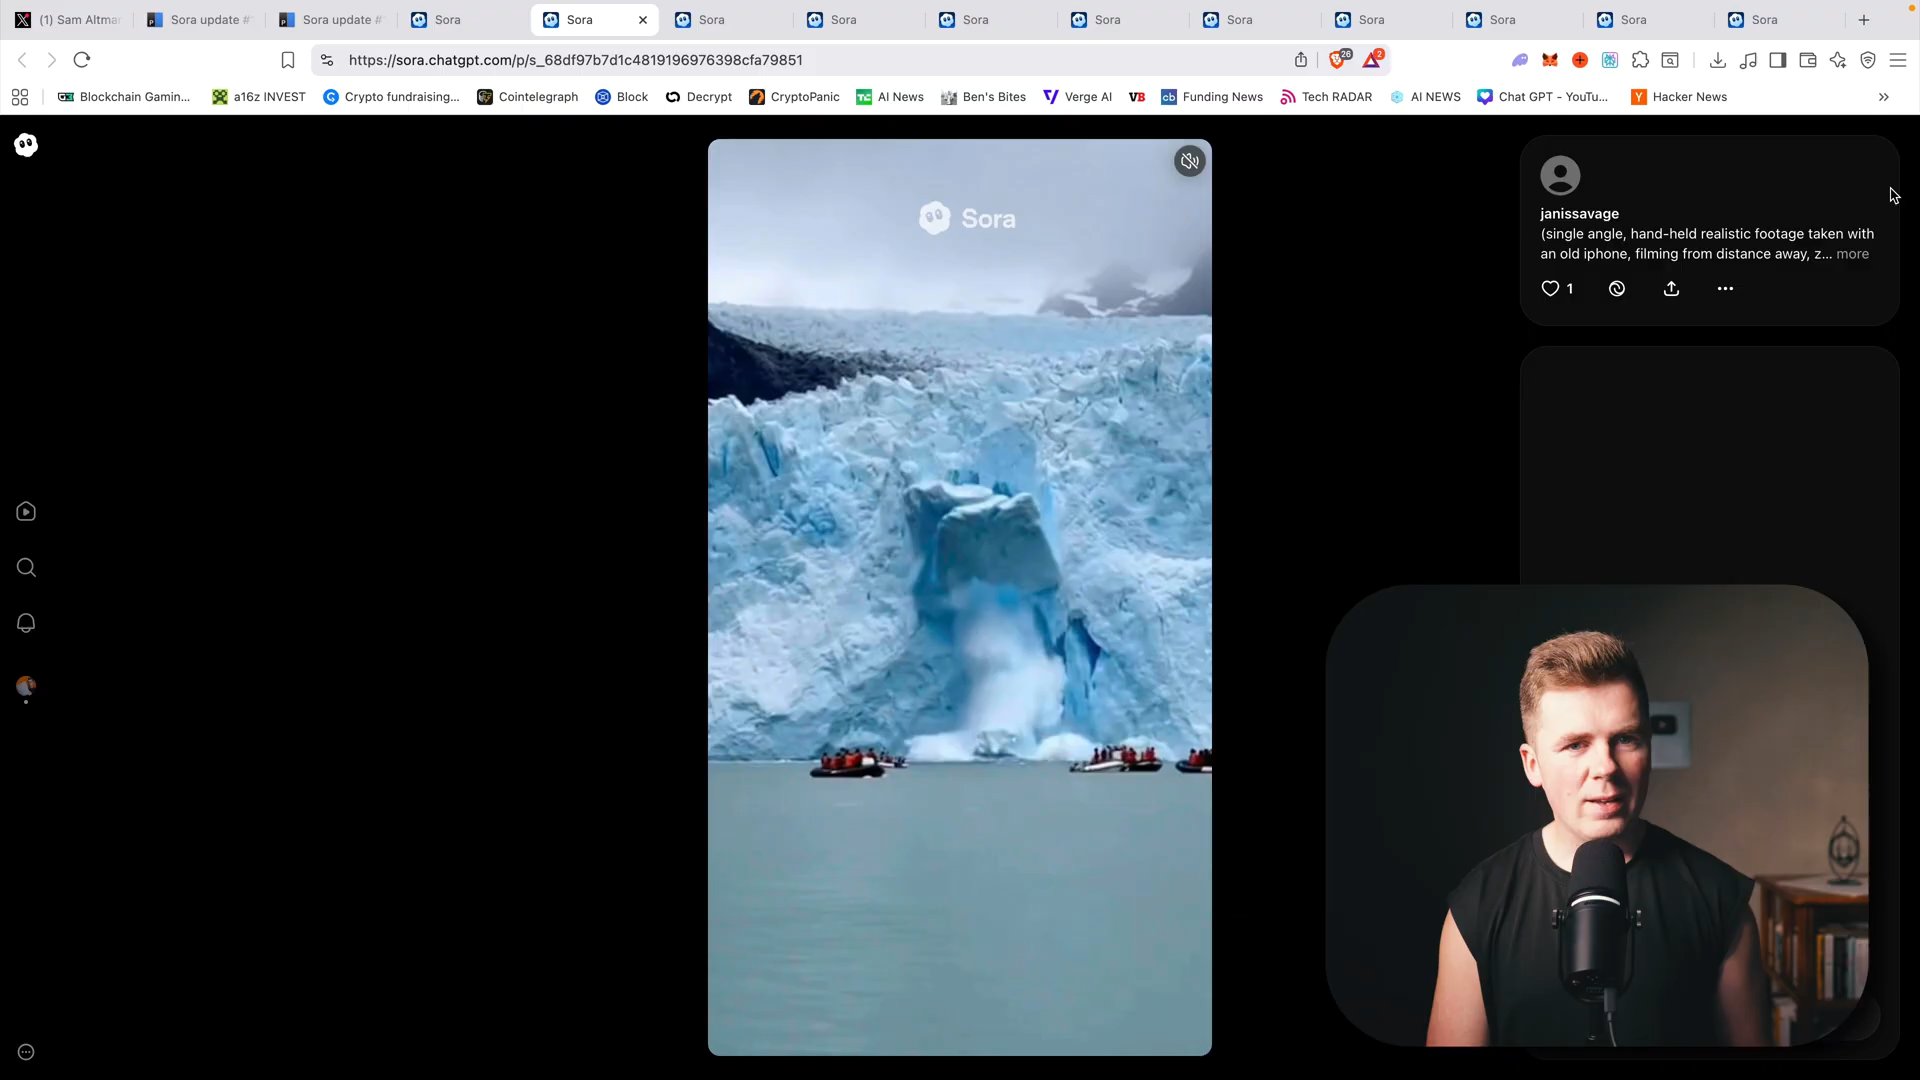 (1) Sam Altma
Sora update #
Sora update #
Sora
Sora
Sora
Sora
Sora
Sora
Sora
Sora
Sora
Sora
Sora
https://sora.chatgpt.com/p/s_68df97b7d1c4819196976398cfa79851
26
2
Blockchain Gamin...
a16z INVEST
Crypto fundraising...
Cointelegraph
Block
Decrypt
CryptoPanic
AI News
Ben's Bites
Verge AI
VB
cb Funding News
Tech RADAR
AI NEWS
Chat GPT - YouTu...
Hacker News
Sora
janissavage
(single angle, hand-held realistic footage taken with
an old iphone, filming from distance away, z... more
1